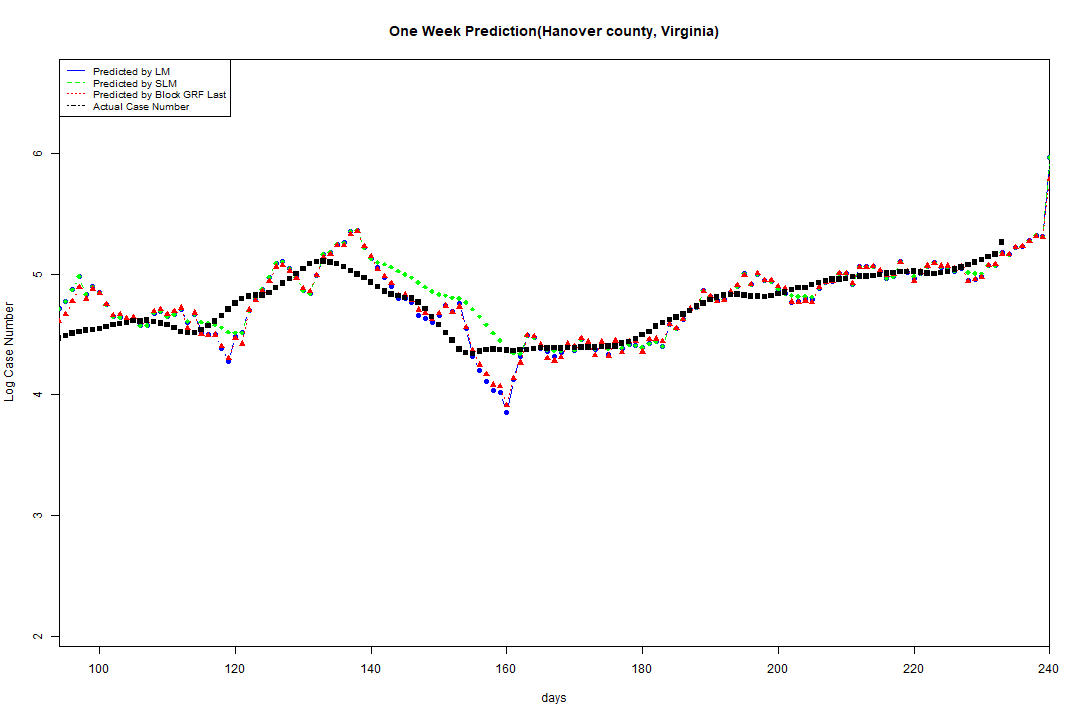 One Week Prediction(Hanover county, Virginia)
Predicted by LM
Predicted by SLM
Predicted by Block GRF Last
Actual Case Number
Log Case Number
6
5
4
3
2
100 120 140 160 180 200 220 240
days